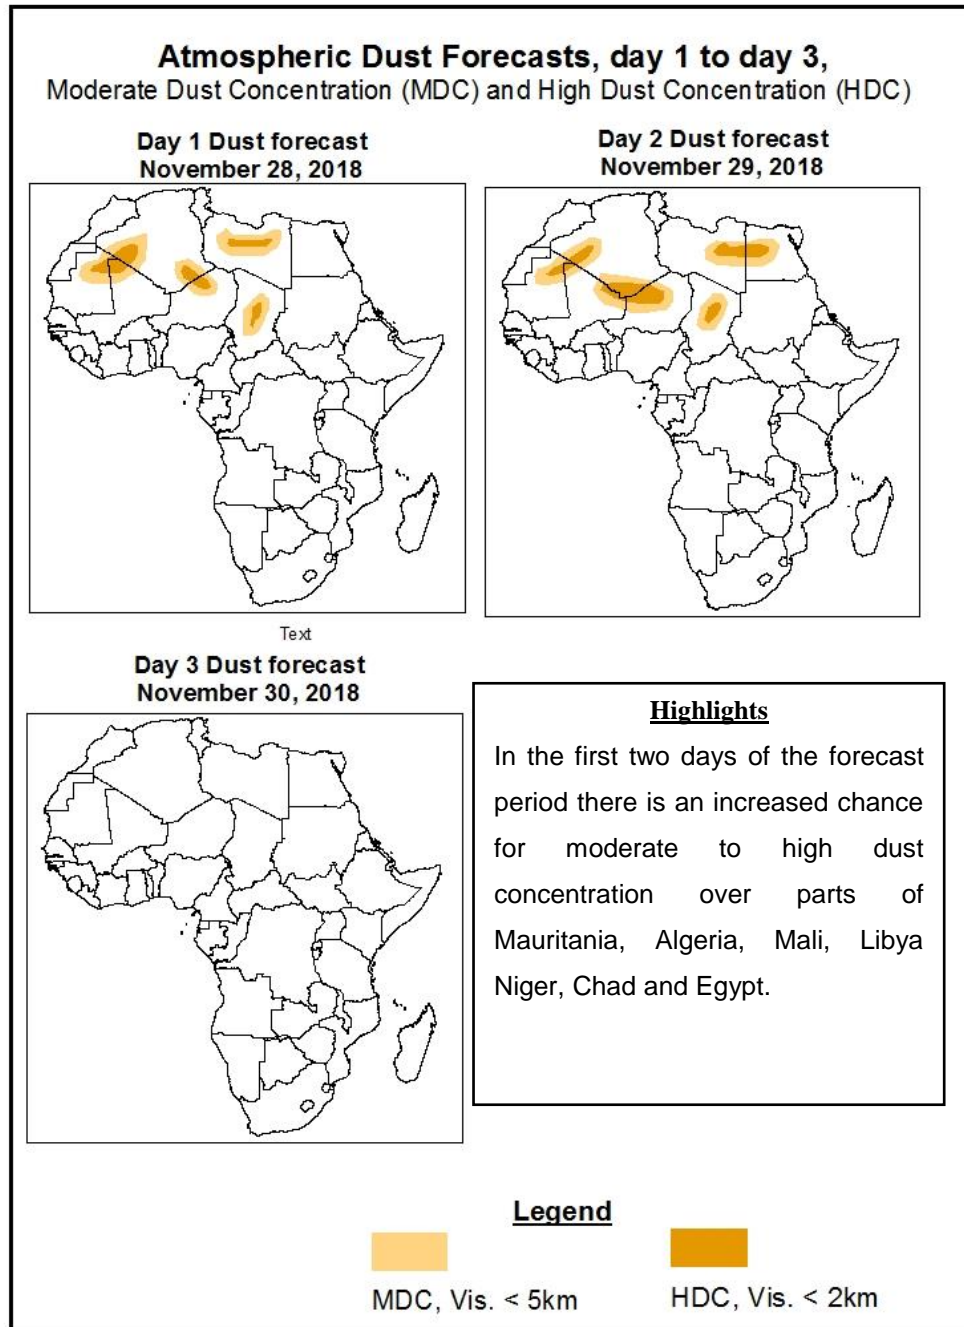 Atmospheric Dust Forecasts, day 1 to day 3,
Moderate Dust Concentration (MDC) and High Dust Concentration (HDC)
Day 1 Dust forecast
November 28, 2018
Day 2 Dust forecast
November 29, 2018
Text
Day 3 Dust forecast
November 30, 2018
Highlights
In the first two days of the forecast
period there is an increased chance
for moderate to high dust
concentration over parts of
Mauritania, Algeria, Mali, Libya
Niger, Chad and Egypt.
Legend
MDC, Vis. < 5km
HDC, Vis. < 2km